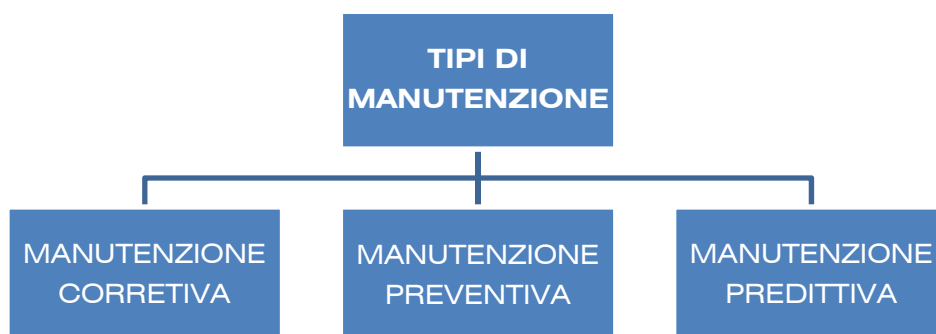 TIPI DI
MANUTENZIONE
MANUTENZIONE
CORRETIVA
MANUTENZIONE
PREVENTIVA
MANUTENZIONE
PREDITTIVA